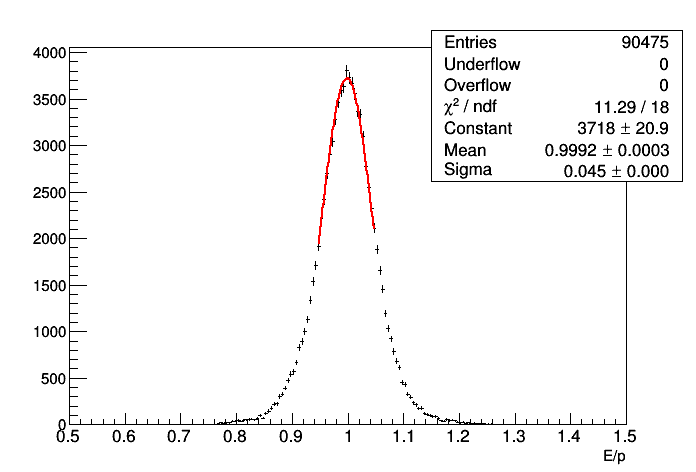 Entries 90475
Underflow 0
Overflow 0
χ² / ndf 11.29 / 18
Constant 3718 ± 20.9
Mean 0.9992 ± 0.0003
Sigma 0.045 ± 0.000
4000
3500
3000
2500
2000
1500
1000
500
0
0.5 0.6 0.7 0.8 0.9 1 1.1 1.2 1.3 1.4 1.5
E/p